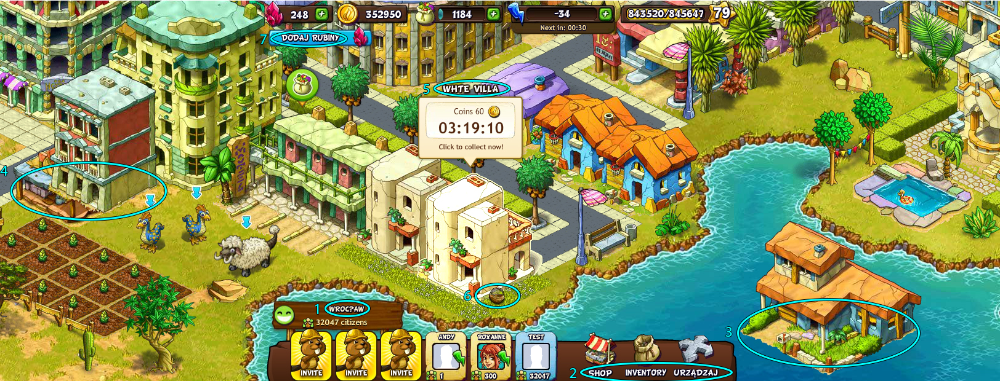 248
352950
1184
-34
843520/845647
79
Next in: 00:30
7
DODAJ RUBINY
5
WHTE VILLA
Coins 60
03:19:10
Click to collect now!
4
6
1
WROC?AW
32047 citizens
3
INVITE
INVITE
INVITE
ANDY
1
ROXANNE
300
TEST
32047
2
SHOP
INVENTORY
URZĄDZAJ